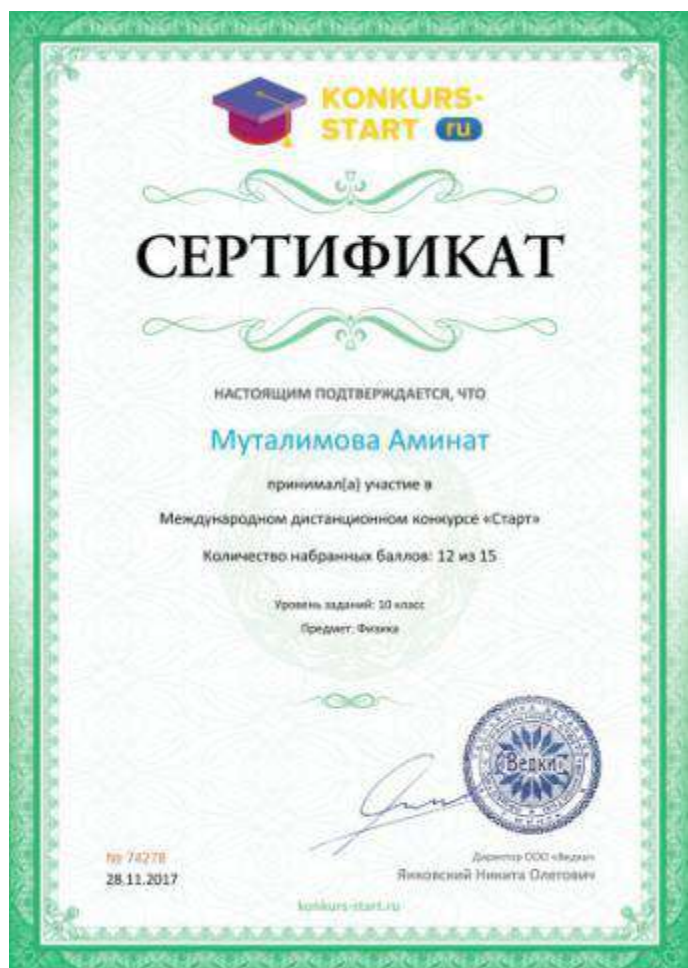 KONKURS-
START ru
СЕРТИФИКАТ
НАСТОЯЩИМ ПОДТВЕРЖДАЕТСЯ, ЧТО
Муталимова Аминат
принимал(а) участие в
Международном дистанционном конкурсе «Старт»
Количество набранных баллов: 12 из 15
Уровень заданий: 10 класс
Предмет: Физика
Ведки
№ 74278
28.11.2017
Директор ООО «Ведки»
Янковский Никита Олегович
konkurs-start.ru